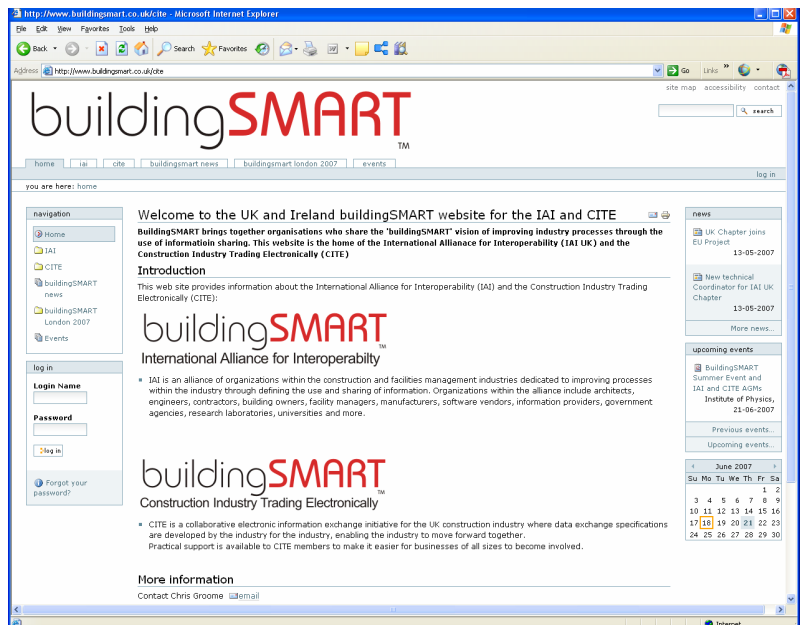 http://www.buildingsmart.co.uk/cite - Microsoft Internet Explorer
File Edit View Favorites Tools Help
Back Search Favorites
Address http://www.buildingsmart.co.uk/cite Go Links »
site map accessibility contact
buildingSMART
TM
search
home iai cite buildingsmart news buildingsmart london 2007 events
log in
you are here: home
navigation
Home
IAI
CITE
buildingSMART
news
buildingSMART
London 2007
Events
log in
Login Name
Password
log in
Forgot your
password?
Welcome to the UK and Ireland buildingSMART website for the IAI and CITE
BuildingSMART brings together organisations who share the 'buildingSMART' vision of improving industry processes through the
use of informatioin sharing. This website is the home of the International Allianace for Interoperability (IAI UK) and the
Construction Industry Trading Electronically (CITE)
Introduction
This web site provides information about the International Alliance for Interoperability (IAI) and the Construction Industry Trading
Electronically (CITE):
buildingSMART
TM
International Alliance for Interoperabilty
IAI is an alliance of organizations within the construction and facilities management industries dedicated to improving processes
within the industry through defining the use and sharing of information. Organizations within the alliance include architects,
engineers, contractors, building owners, facility managers, manufacturers, software vendors, information providers, government
agencies, research laboratories, universities and more.
buildingSMART
TM
Construction Industry Trading Electronically
CITE is a collaborative electronic information exchange initiative for the UK construction industry where data exchange specifications
are developed by the industry for the industry, enabling the industry to move forward together.
Practical support is available to CITE members to make it easier for businesses of all sizes to become involved.
More information
Contact Chris Groome email
news
UK Chapter joins
EU Project
13-05-2007
New technical
Coordinator for IAI UK
Chapter
13-05-2007
More news...
upcoming events
BuildingSMART
Summer Event and
IAI and CITE AGMs
Institute of Physics,
21-06-2007
Previous events...
Upcoming events...
« June 2007 »
Su Mo Tu We Th Fr Sa
1 2
3 4 5 6 7 8 9
10 11 12 13 14 15 16
17 18 19 20 21 22 23
24 25 26 27 28 29 30
Internet